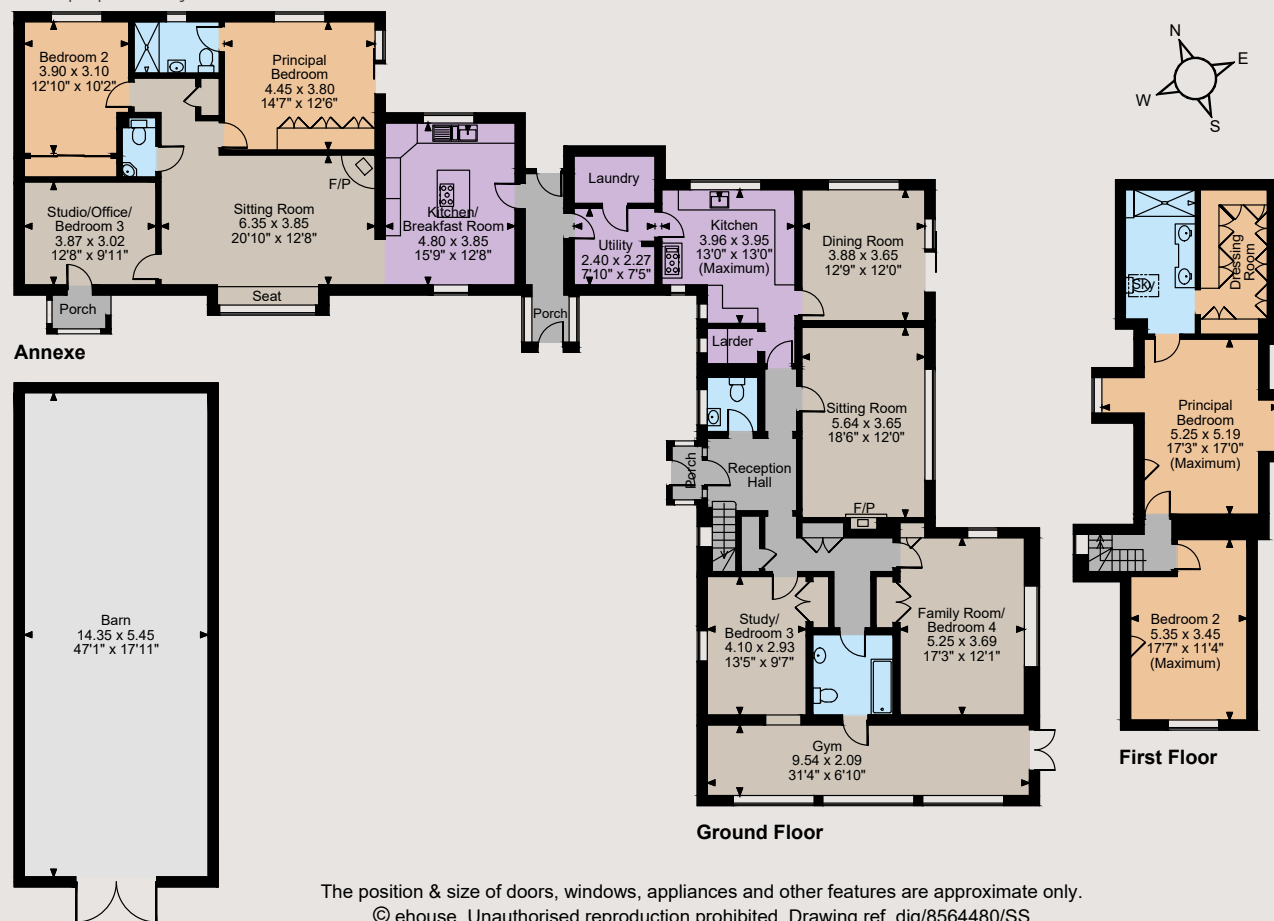 Bedroom 2
3.90 x 3.10
12'10" x 10'2"
Principal
Bedroom
4.45 x 3.80
14'7" x 12'6"
F/P
Studio/Office/
Bedroom 3
3.87 x 3.02
12'8" x 9'11"
Sitting Room
6.35 x 3.85
20'10" x 12'8"
Kitchen/
Breakfast Room
4.80 x 3.85
15'9" x 12'8"
Seat
Porch
Porch
Annexe
Laundry
Utility
2.40 x 2.27
7'10" x 7'5"
Kitchen
3.96 x 3.95
13'0" x 13'0"
(Maximum)
Dining Room
3.88 x 3.65
12'9" x 12'0"
Larder
Sitting Room
5.64 x 3.65
18'6" x 12'0"
F/P
Porch
Reception
Hall
Study/
Bedroom 3
4.10 x 2.93
13'5" x 9'7"
Family Room/
Bedroom 4
5.25 x 3.69
17'3" x 12'1"
Gym
9.54 x 2.09
31'4" x 6'10"
Ground Floor
N
E
W
S
Sky
Dressing
Room
Principal
Bedroom
5.25 x 5.19
17'3" x 17'0"
(Maximum)
Bedroom 2
5.35 x 3.45
17'7" x 11'4"
(Maximum)
First Floor
Barn
14.35 x 5.45
47'1" x 17'11"
The position & size of doors, windows, appliances and other features are approximate only.
© ehouse. Unauthorised reproduction prohibited. Drawing ref. dig/8564480/SS